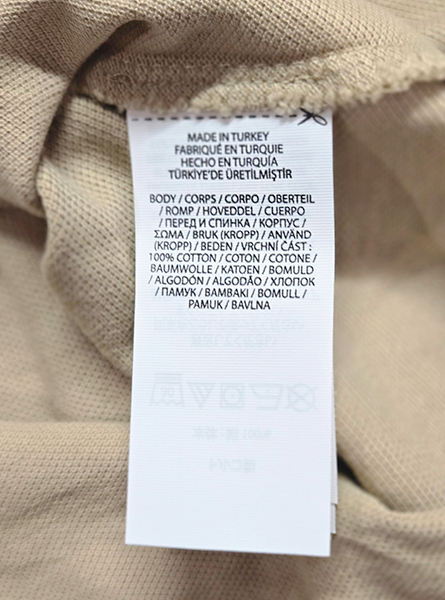 MADE IN TURKEY
FABRIQUÉ EN TURQUIE
HECHO EN TURQUÍA
TÜRKİYE'DE ÜRETİLMİŞTİR
BODY / CORPS / CORPO / OBERTEIL
/ ROMP / HOVEDDEL / CUERPO
/ ПЕРЕД И СПИНКА / КОРПУС /
ΣΩΜΑ / BRUK (KROPP) / ANVÄND
(KROPP) / BEDEN / VRCHNÍ ČÁST :
100% COTTON / COTON / COTONE /
BAUMWOLLE / KATOEN / BOMULD
/ ALGODÓN / ALGODÃO / ХЛОПОК
/ ПАМУК / BAMBAKI / BOMULL /
PAMUK / BAVLNA